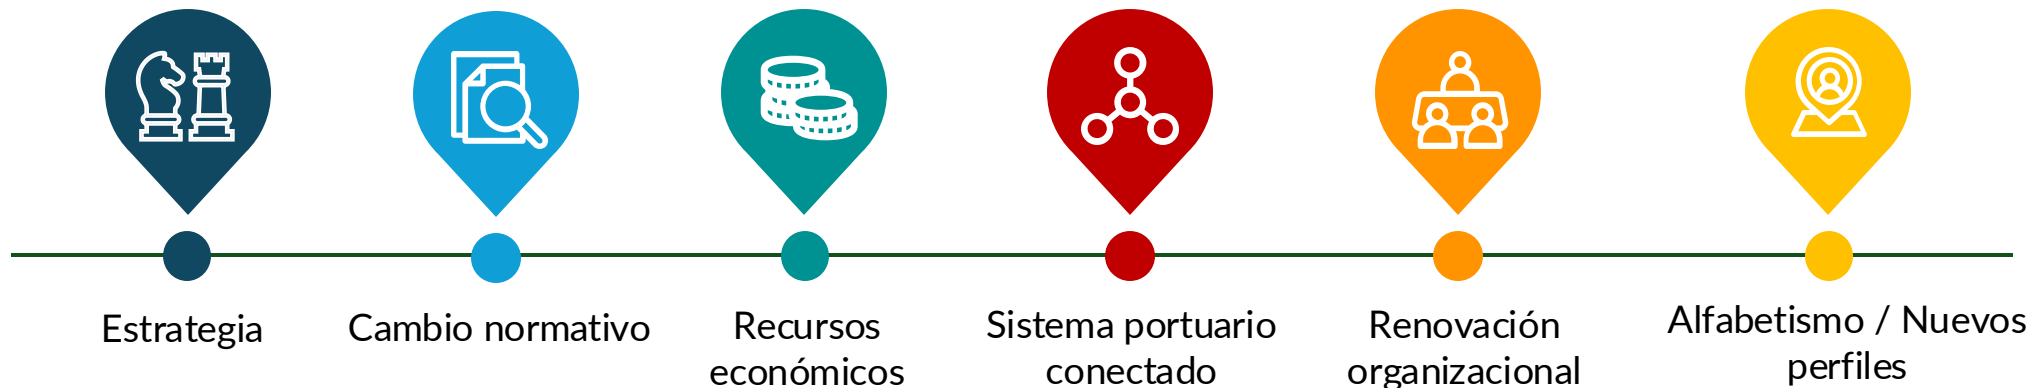 Estrategia
Cambio normativo
Recursos
económicos
Sistema portuario
conectado
Renovación
organizacional
Alfabetismo / Nuevos
perfiles